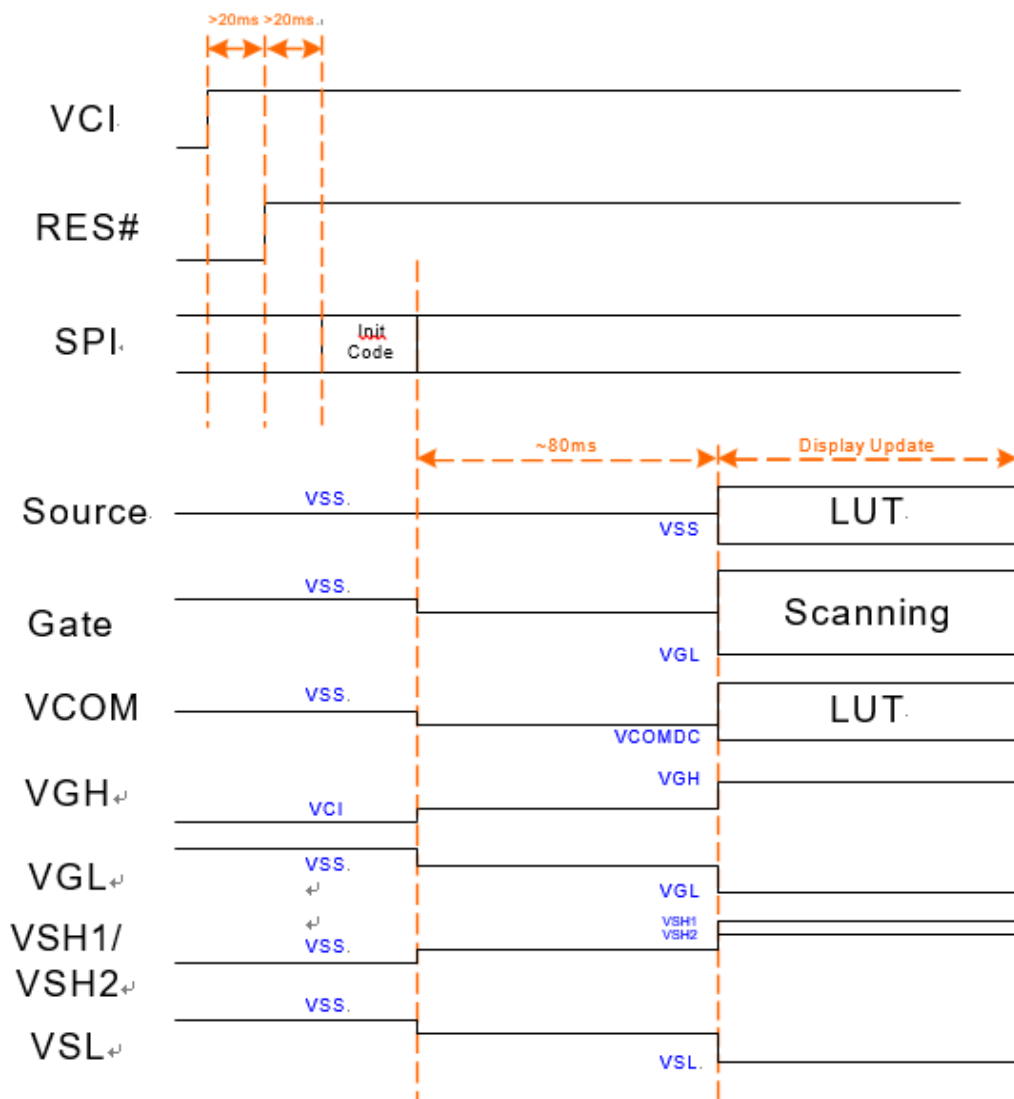 >20ms >20ms.
VCI.
RES#
SPI
Init
Code
~80ms
Display Update
Source.
VSS.
VSS
LUT.
Gate
VSS.
VGL
Scanning
VCOM
VSS.
VCOMDC
LUT.
VGH↵
VCI
VGH
VGL↵
VSS.
↵
VGL
VSH1/
VSH2↵
↵
VSS.
VSH1
VSH2
VSL↵
VSS.
VSL.